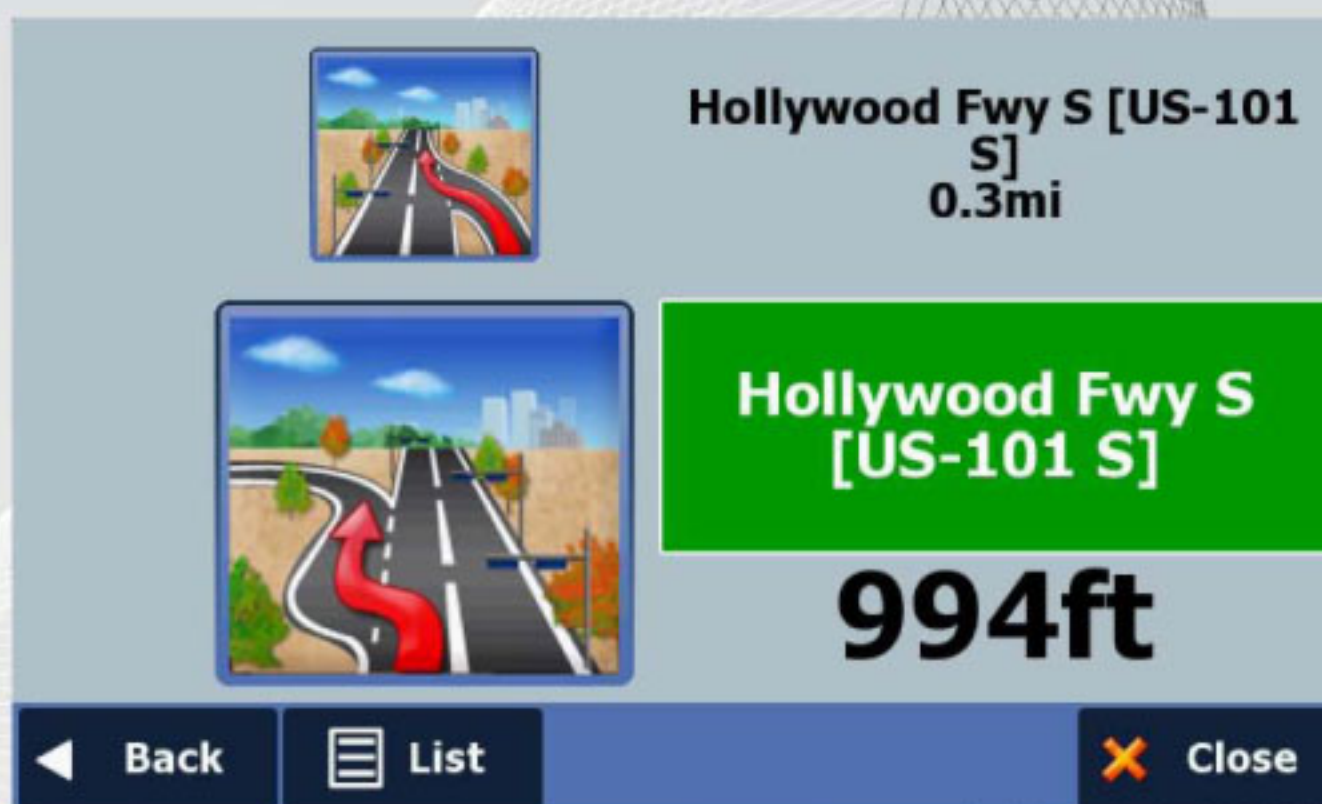 Hollywood Fwy S [US-101
S]
0.3mi
Hollywood Fwy S
[US-101 S]
994ft
Back
List
Close